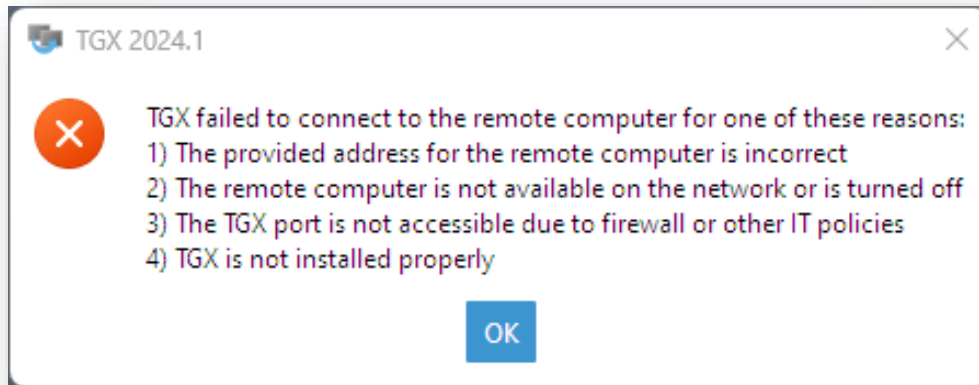 TGX 2024.1
TGX failed to connect to the remote computer for one of these reasons:
1) The provided address for the remote computer is incorrect
2) The remote computer is not available on the network or is turned off
3) The TGX port is not accessible due to firewall or other IT policies
4) TGX is not installed properly
OK